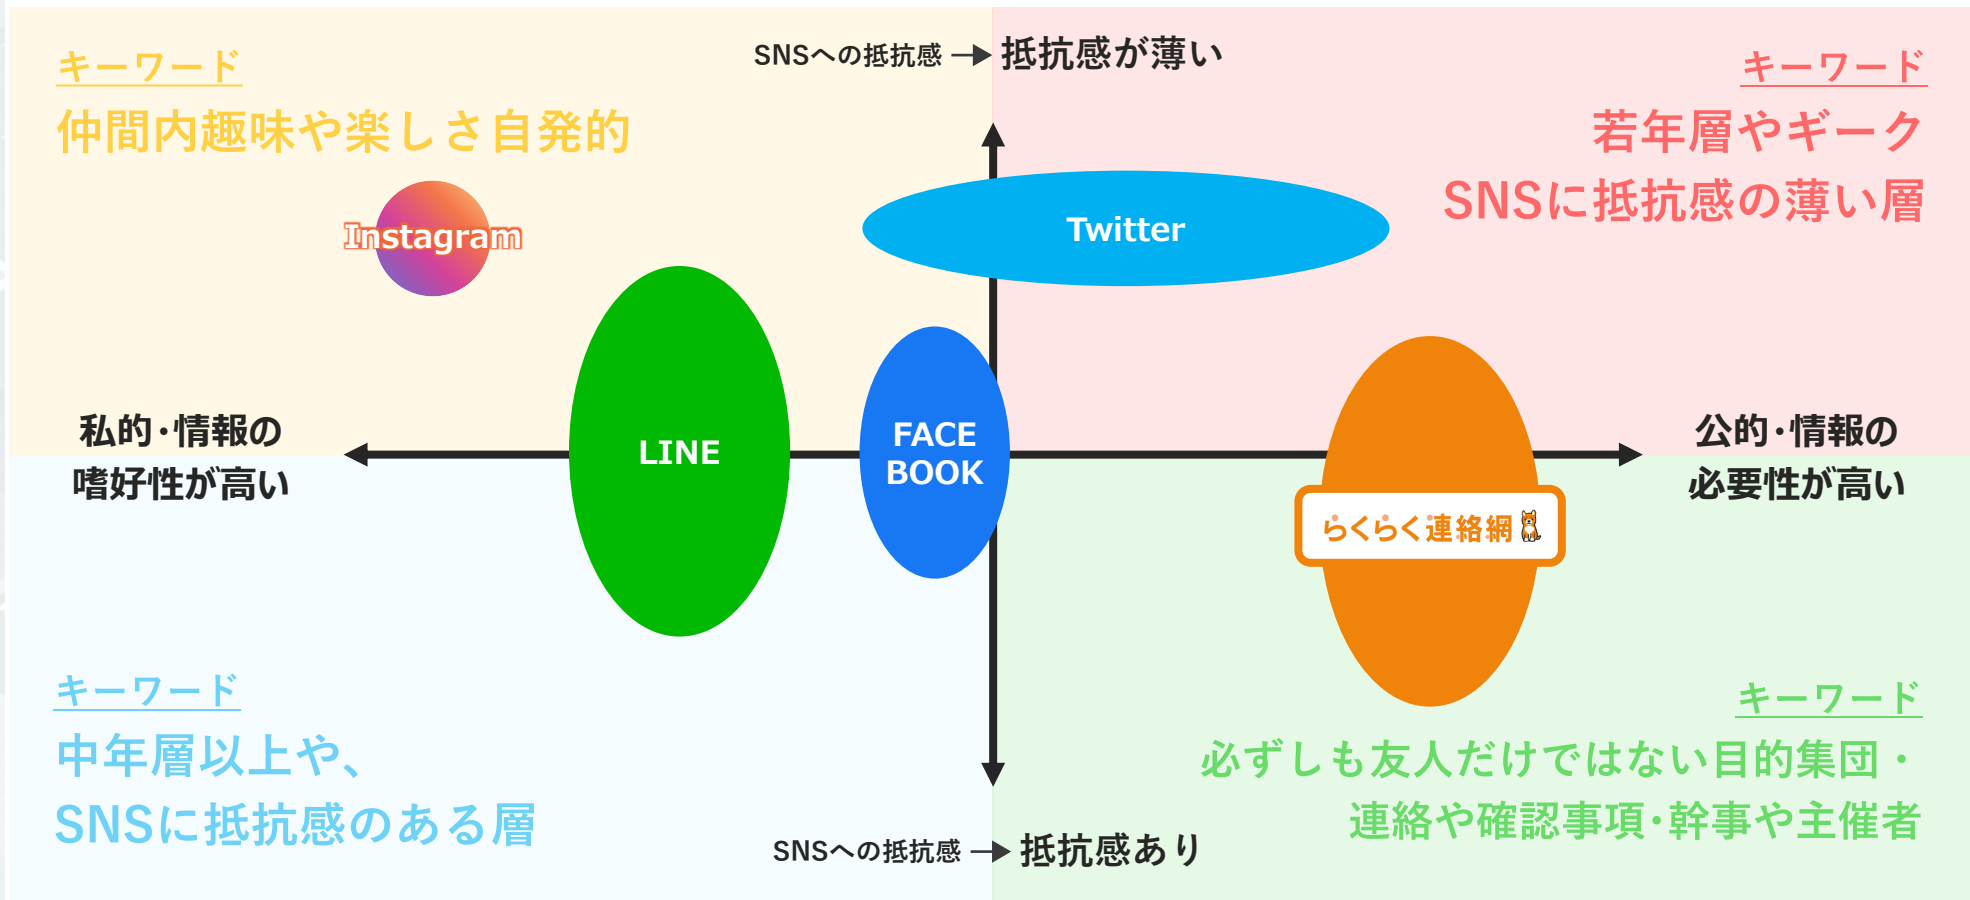 SNSへの抵抗感
抵抗感が薄い
キーワード
仲間内趣味や楽しさ自発的
キーワード
若年層やギーク
SNSに抵抗感の薄い層
Instagram
Twitter
LINE
FACE
BOOK
私的・情報の
嗜好性が高い
公的・情報の
必要性が高い
らくらく連絡網
キーワード
中年層以上や、
SNSに抵抗感のある層
キーワード
必ずしも友人だけではない目的集団・
連絡や確認事項・幹事や主催者
SNSへの抵抗感
抵抗感あり